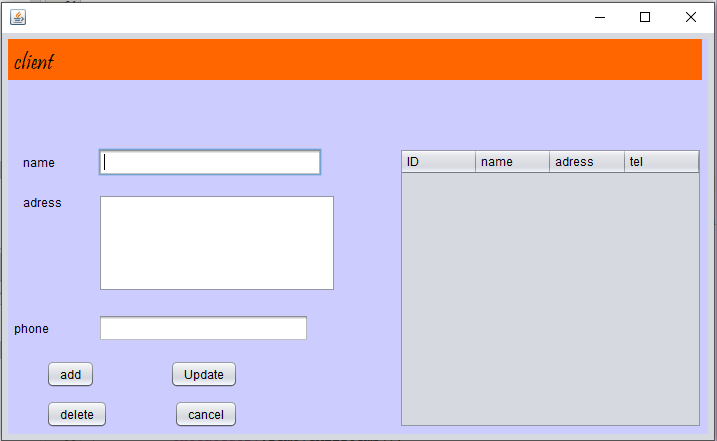 client
name
ID name adress tel
adress
phone
add Update
delete cancel